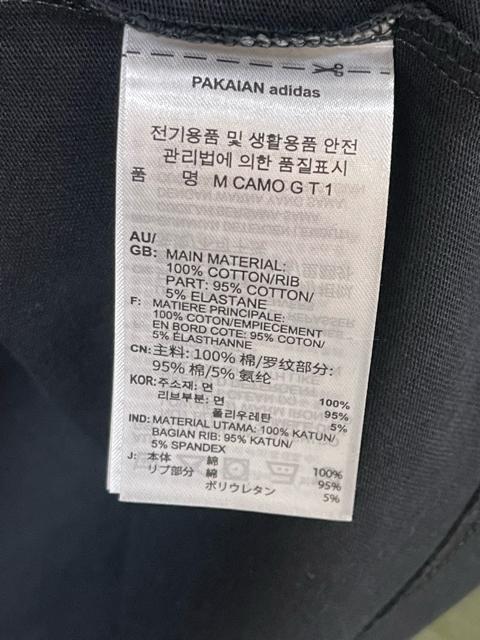 PAKAIAN adidas
전기용품 및 생활용품 안전
관리법에 의한 품질표시
품 명 M CAMO G T 1
AU/
GB: MAIN MATERIAL:
100% COTTON/RIB
PART: 95% COTTON/
5% ELASTANE
F: MATIERE PRINCIPALE:
100% COTON/EMPIECEMENT
EN BORD COTE: 95% COTON/
5% ÉLASTHANNE
CN: 主料: 100% 棉/罗纹部分:
95% 棉/5% 氨纶
KOR: 주소재: 면 100%
리브부분: 면 95%
폴리우레탄 5%
IND: MATERIAL UTAMA: 100% KATUN/
BAGIAN RIB: 95% KATUN/
5% SPANDEX
J: 本体 綿 100%
リブ部分 綿 95%
ポリウレタン 5%